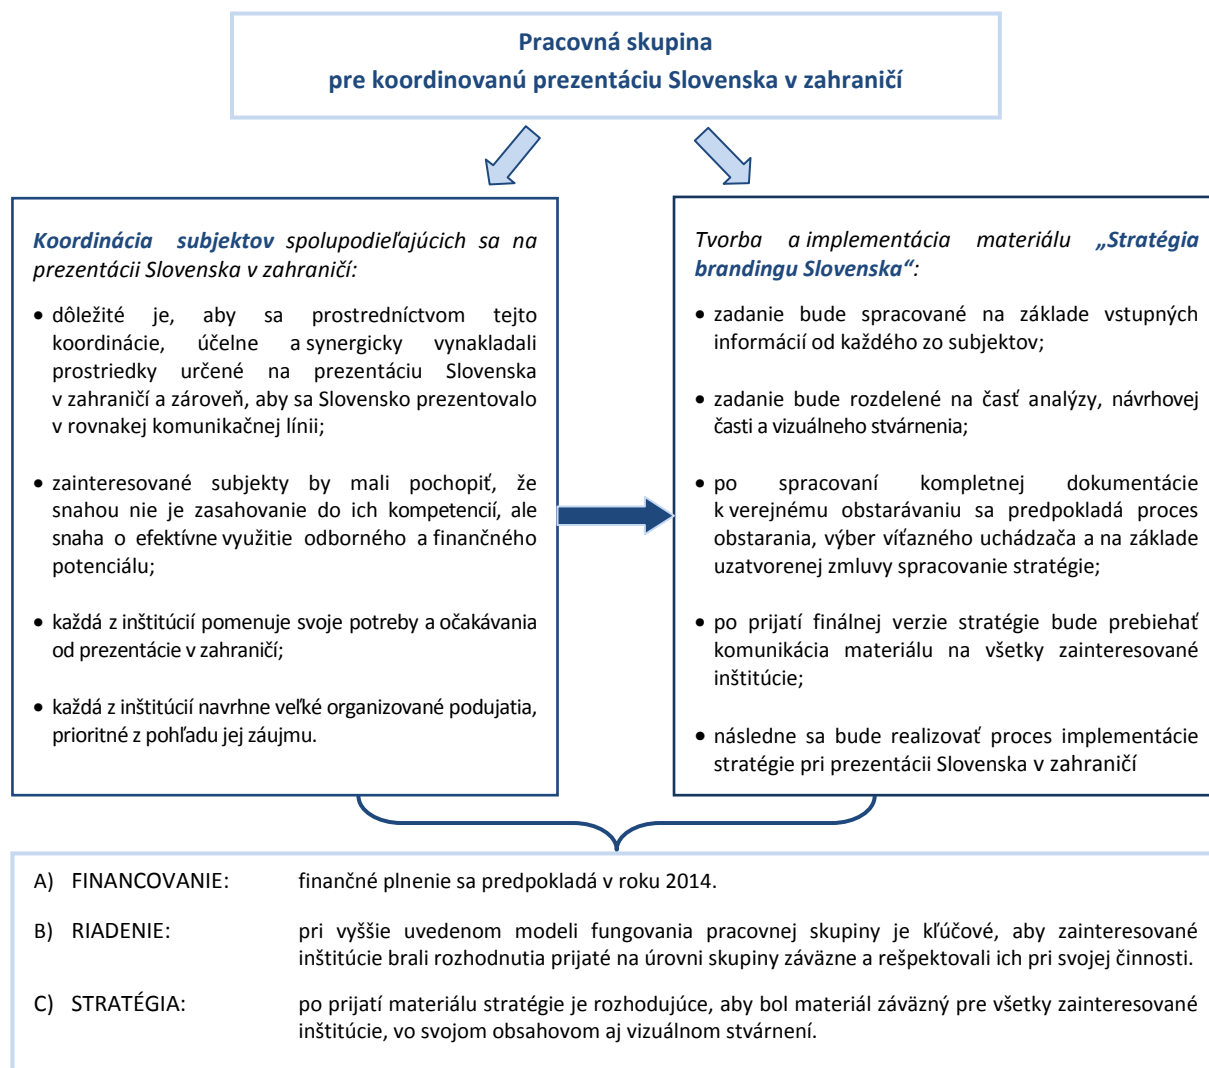 Pracovná skupina
pre koordinovanú prezentáciu Slovenska v zahraničí
Koordinácia subjektov spolupodieľajúcich sa na
prezentácii Slovenska v zahraničí:
• dôležité je, aby sa prostredníctvom tejto
koordinácie, účelne a synergicky vynakladali
prostriedky určené na prezentáciu Slovenska
v zahraničí a zároveň, aby sa Slovensko prezentovalo
v rovnakej komunikačnej línii;
• zainteresované subjekty by mali pochopiť, že
snahou nie je zasahovanie do ich kompetencií, ale
snaha o efektívne využitie odborného a finančného
potenciálu;
• každá z inštitúcií pomenuje svoje potreby a očakávania
od prezentácie v zahraničí;
• každá z inštitúcií navrhne veľké organizované podujatia,
prioritné z pohľadu jej záujmu.
Tvorba a implementácia materiálu „Stratégia
brandingu Slovenska“:
• zadanie bude spracované na základe vstupných
informácií od každého zo subjektov;
• zadanie bude rozdelené na časť analýzy, návrhovej
časti a vizuálneho stvárnenia;
• po spracovaní kompletnej dokumentácie
k verejnému obstarávaniu sa predpokladá proces
obstarania, výber víťazného uchádzača a na základe
uzatvorenej zmluvy spracovanie stratégie;
• po prijatí finálnej verzie stratégie bude prebiehať
komunikácia materiálu na všetky zainteresované
inštitúcie;
• následne sa bude realizovať proces implementácie
stratégie pri prezentácii Slovenska v zahraničí
A) FINANCOVANIE: finančné plnenie sa predpokladá v roku 2014.
B) RIADENIE: pri vyššie uvedenom modeli fungovania pracovnej skupiny je kľúčové, aby zainteresované
inštitúcie brali rozhodnutia prijaté na úrovni skupiny záväzne a rešpektovali ich pri svojej činnosti.
C) STRATÉGIA: po prijatí materiálu stratégie je rozhodujúce, aby bol materiál záväzný pre všetky zainteresované
inštitúcie, vo svojom obsahovom aj vizuálnom stvárnení.